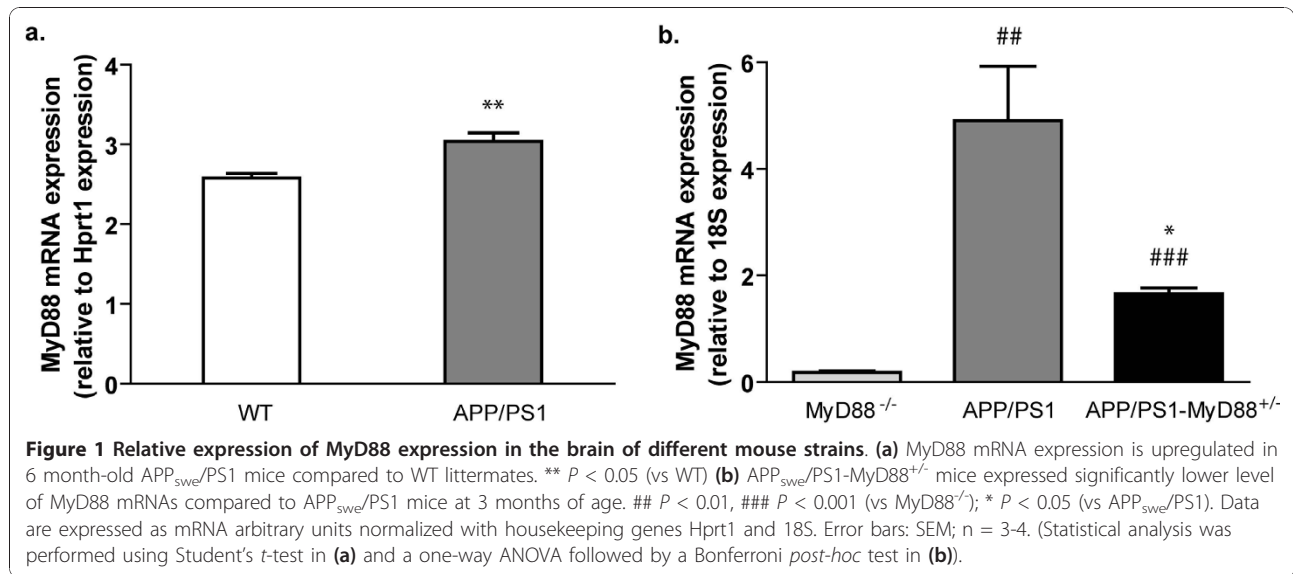 a.
MyD88 mRNA expression
(relative to Hprt1 expression)
4
3
2
1
0
**
WT
APP/PS1
b.
MyD88 mRNA expression
(relative to 18S expression)
6
4
2
0
##
*
###
MyD88 -/-
APP/PS1
APP/PS1-MyD88+/-
Figure 1 Relative expression of MyD88 expression in the brain of different mouse strains. (a) MyD88 mRNA expression is upregulated in
6 month-old APPswe/PS1 mice compared to WT littermates. ** P < 0.05 (vs WT) (b) APPswe/PS1-MyD88+/- mice expressed significantly lower level
of MyD88 mRNAs compared to APPswe/PS1 mice at 3 months of age. ## P < 0.01, ### P < 0.001 (vs MyD88-/-); * P < 0.05 (vs APPswe/PS1). Data
are expressed as mRNA arbitrary units normalized with housekeeping genes Hprt1 and 18S. Error bars: SEM; n = 3-4. (Statistical analysis was
performed using Student's t-test in (a) and a one-way ANOVA followed by a Bonferroni post-hoc test in (b)).